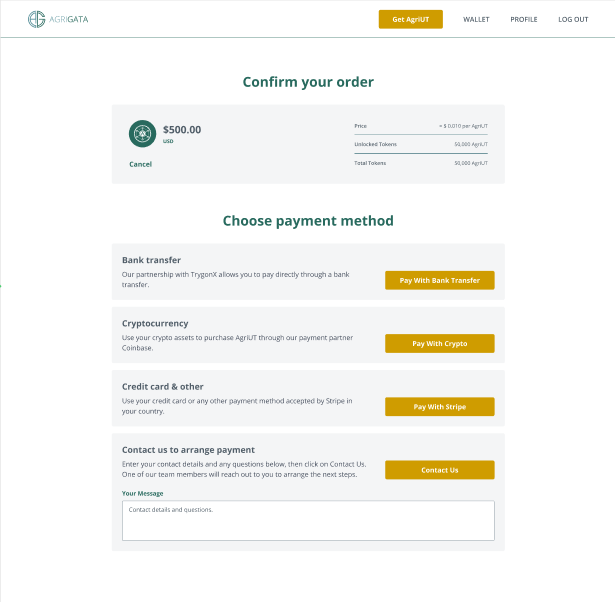 AGRIGATA
Get AgriUT
WALLET
PROFILE
LOG OUT
Confirm your order
$500.00
USD
Cancel
Price
≈ $ 0.010 per AgriUT
Unlocked Tokens
50,000 AgriUT
Total Tokens
50,000 AgriUT
Choose payment method
Bank transfer
Our partnership with TrygonX allows you to pay directly through a bank
transfer.
Pay With Bank Transfer
Cryptocurrency
Use your crypto assets to purchase AgriUT through our payment partner
Coinbase.
Pay With Crypto
Credit card & other
Use your credit card or any other payment method accepted by Stripe in
your country.
Pay With Stripe
Contact us to arrange payment
Enter your contact details and any questions below, then click on Contact Us.
One of our team members will reach out to you to arrange the next steps.
Contact Us
Your Message
Contact details and questions.